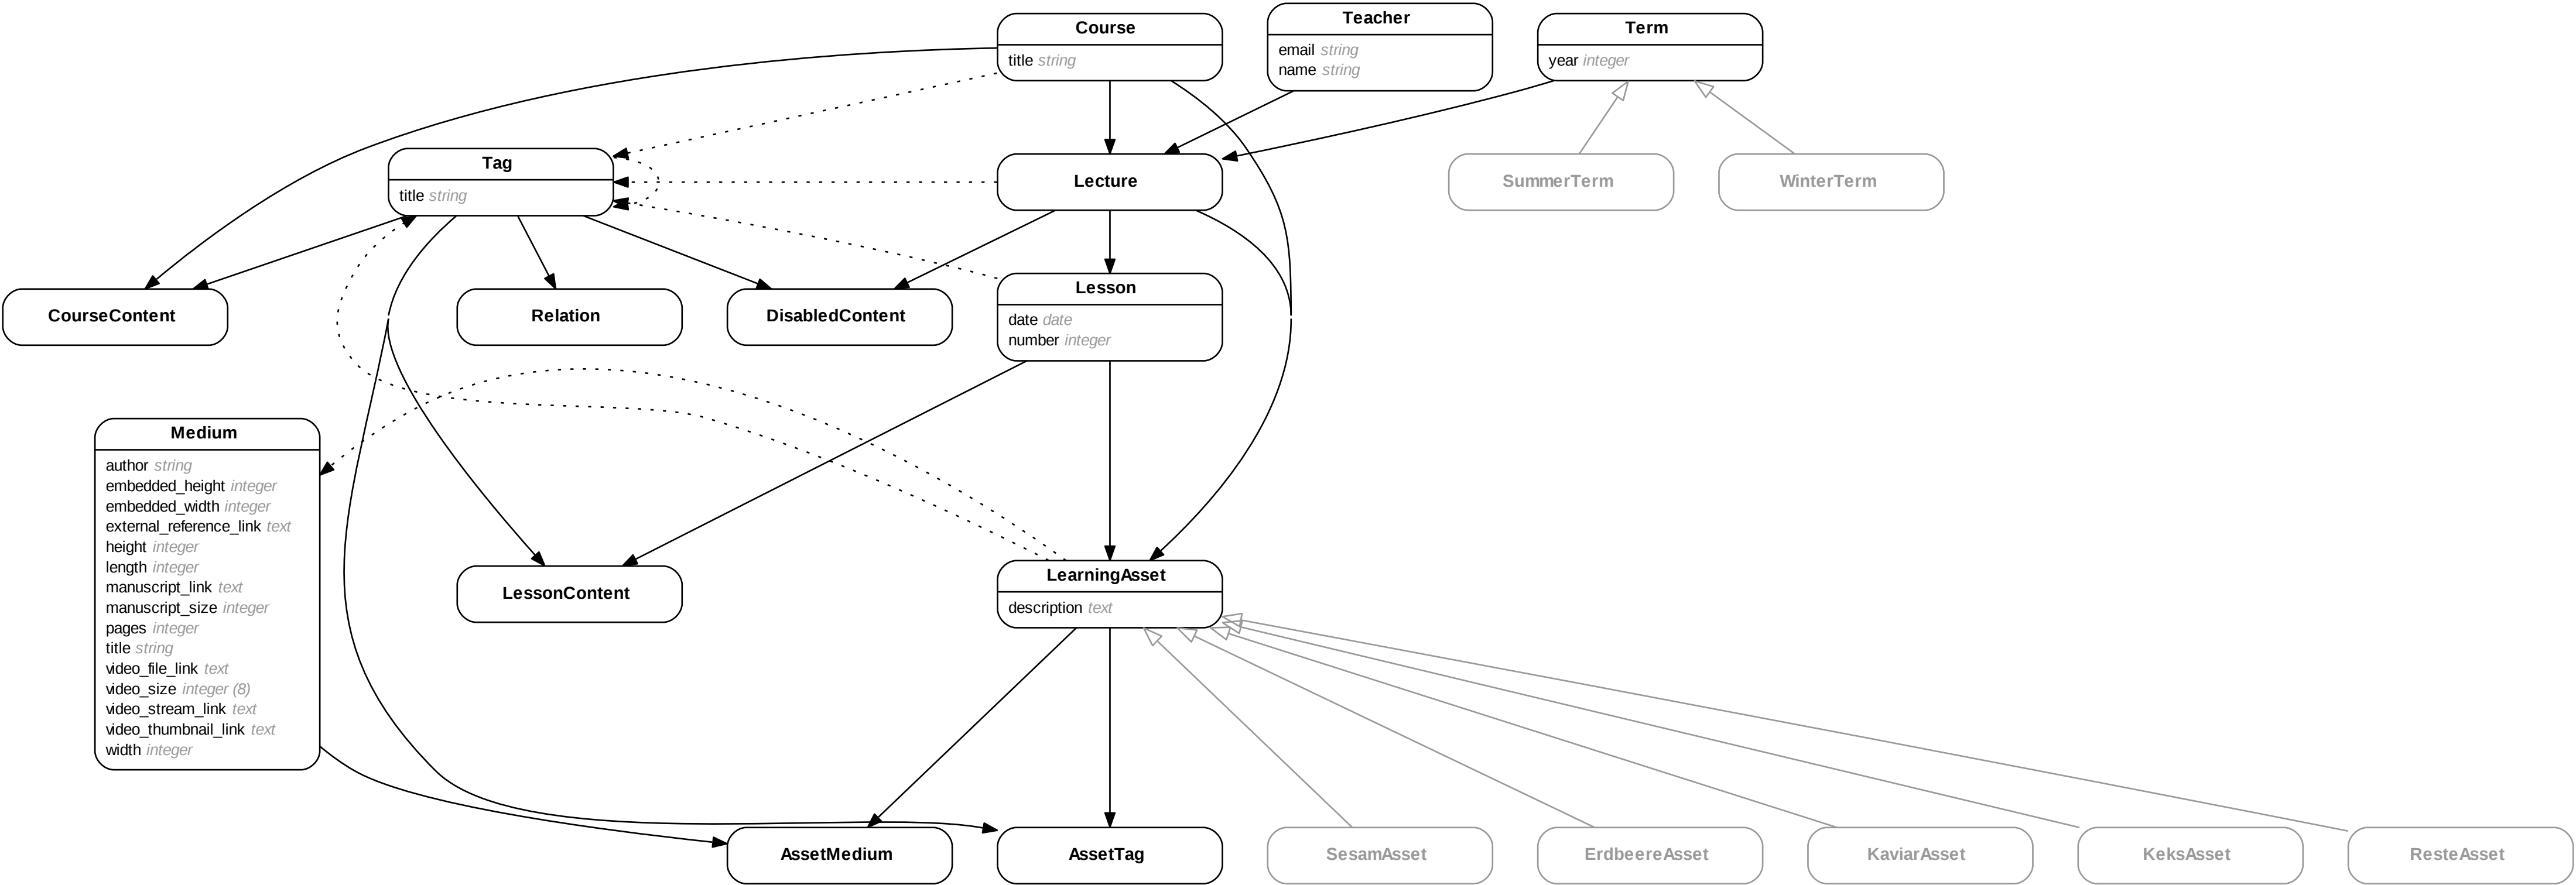 Course
title string
Teacher
email string
name string
Term
year integer
Tag
title string
Lecture
SummerTerm
WinterTerm
CourseContent
Relation
DisabledContent
Lesson
date date
number integer
Medium
author string
embedded_height integer
embedded_width integer
external_reference_link text
height integer
length integer
manuscript_link text
manuscript_size integer
pages integer
title string
video_file_link text
video_size integer (8)
video_stream_link text
video_thumbnail_link text
width integer
LessonContent
LearningAsset
description text
AssetMedium
AssetTag
SesamAsset
ErdbeereAsset
KaviarAsset
KeksAsset
ResteAsset